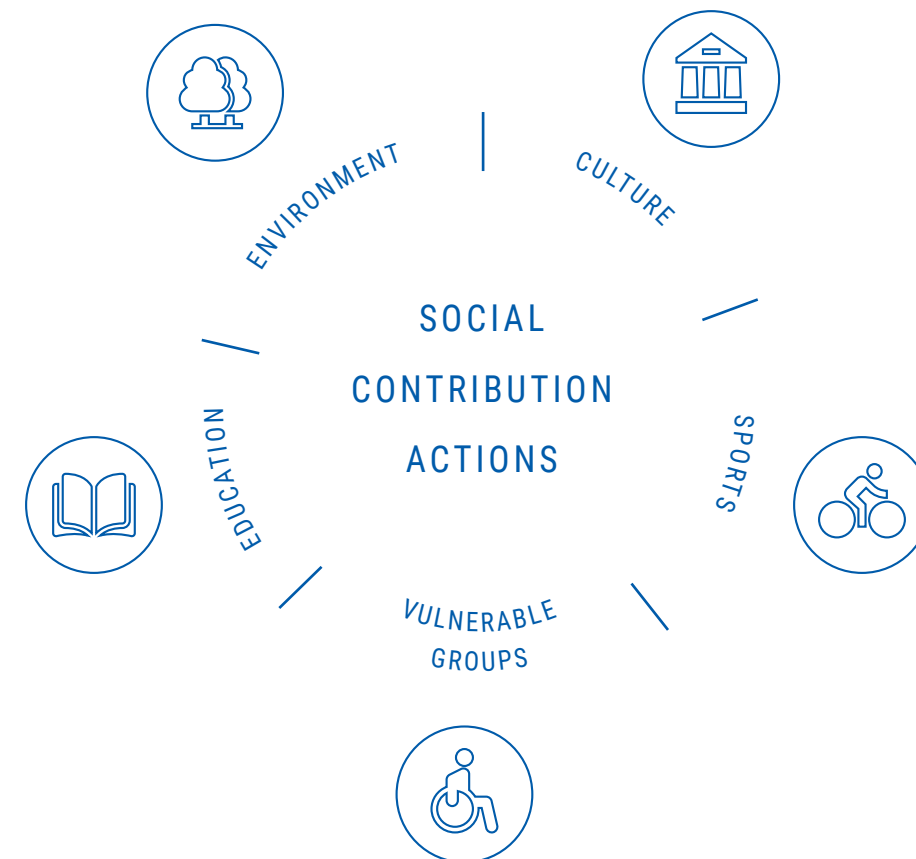 ENVIRONMENT
CULTURE
SOCIAL
CONTRIBUTION
ACTIONS
EDUCATION
SPORTS
VULNERABLE
GROUPS